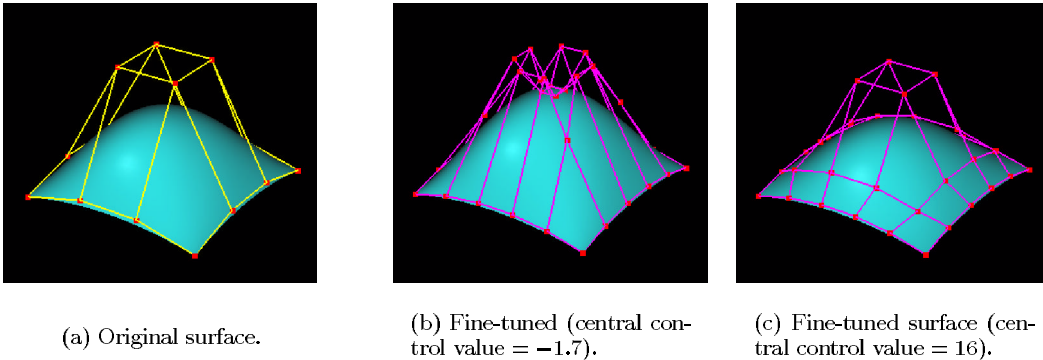 (a) Original surface.
(b) Fine-tuned (central con-
trol value = −1.7).
(c) Fine-tuned surface (cen-
tral control value = 16).